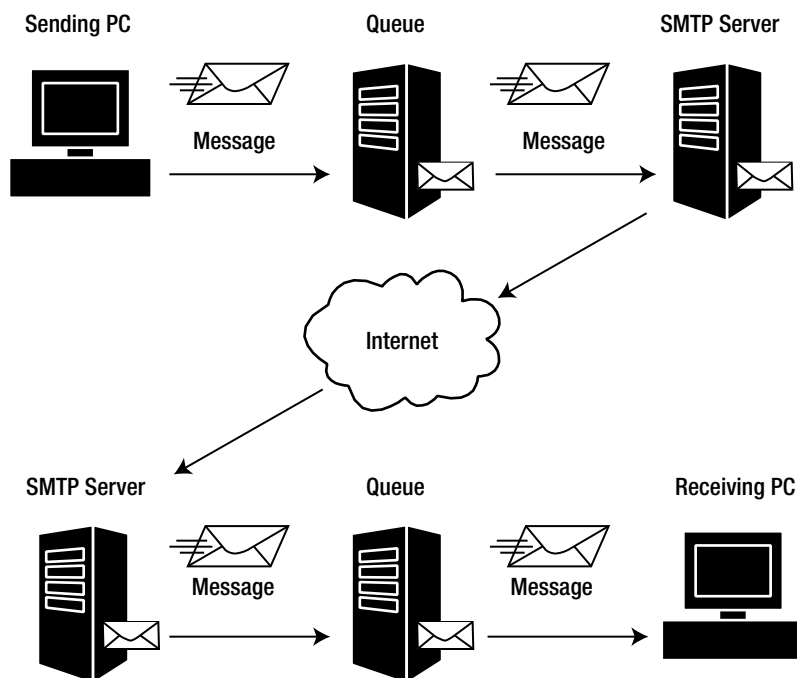 Sending PC
Queue
SMTP Server
Message
Message
Internet
SMTP Server
Queue
Receiving PC
Message
Message